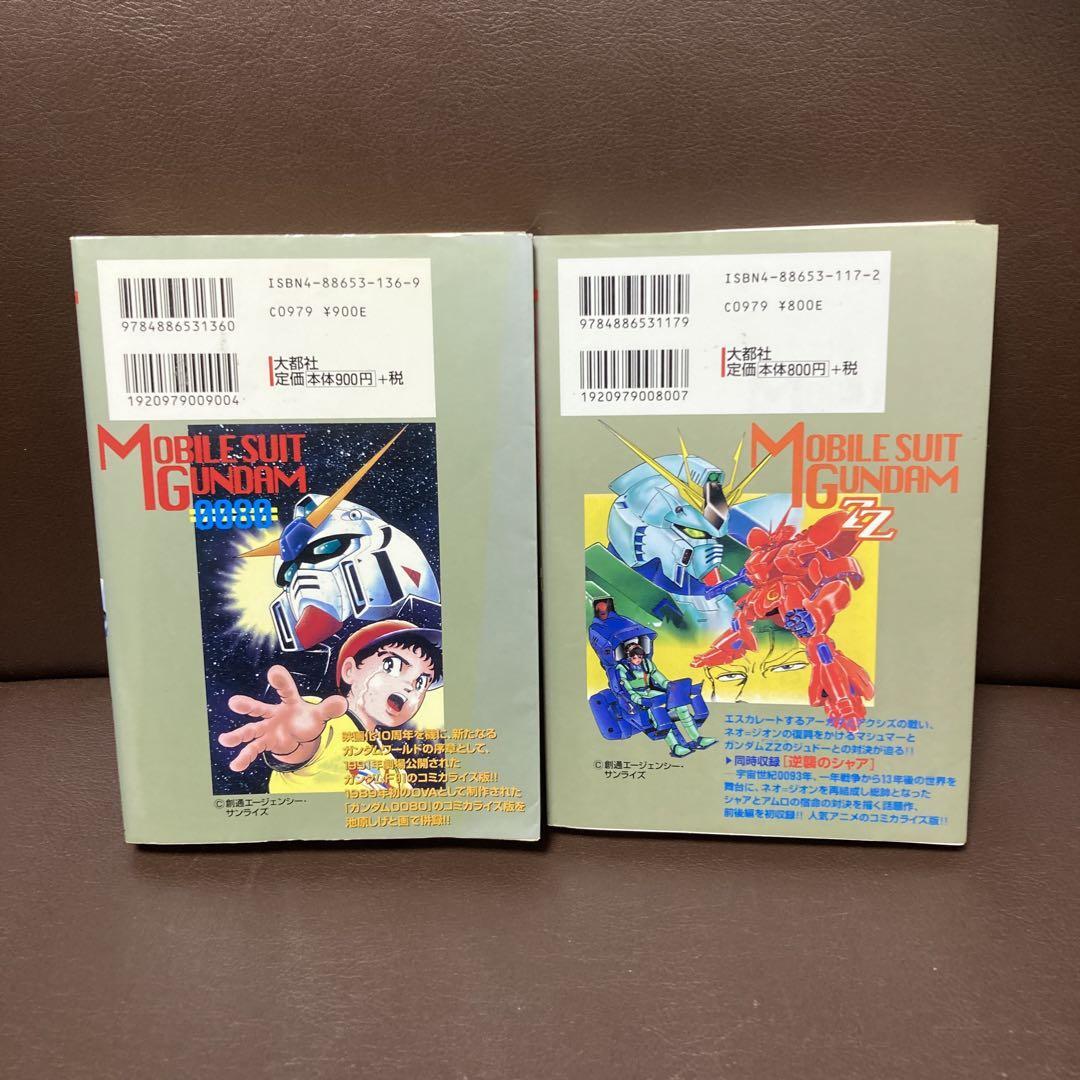 ISBN4-88653-136-9
C0979 ¥900E
9784886531360
大都社
定価 本体900円 +税
1920979009004
MOBILE SUIT
GUNDAM
0080
映画化10周年を機に、新たなる
ガンダムワールドの序章として、
1991年劇場公開された
ガンダムF91のコミカライズ版!!
1989年初のOVAとして制作された
「ガンダム0080」のコミカライズ版を
池原しげと画で併録!!
©創通エージェンシー・
サンライズ
ISBN4-88653-117-2
C0979 ¥800E
9784886531179
大都社
定価 本体800円 +税
1920979008007
MOBILE SUIT
GUNDAM
ZZ
エスカレートするアーガマとアクシズの戦い、
ネオ=ジオンの復興をかけるマシュマーと
ガンダムZZのジュドーとの対決が迫る!!
▶同時収録[逆襲のシャア]
—宇宙世紀0093年、一年戦争から13年後の世界を
舞台に、ネオ=ジオンを再結成し総帥となった
シャアとアムロの宿命の対決を描く話題作、
前後編を初収録!! 人気アニメのコミカライズ版!!
©創通エージェンシー・
サンライズ